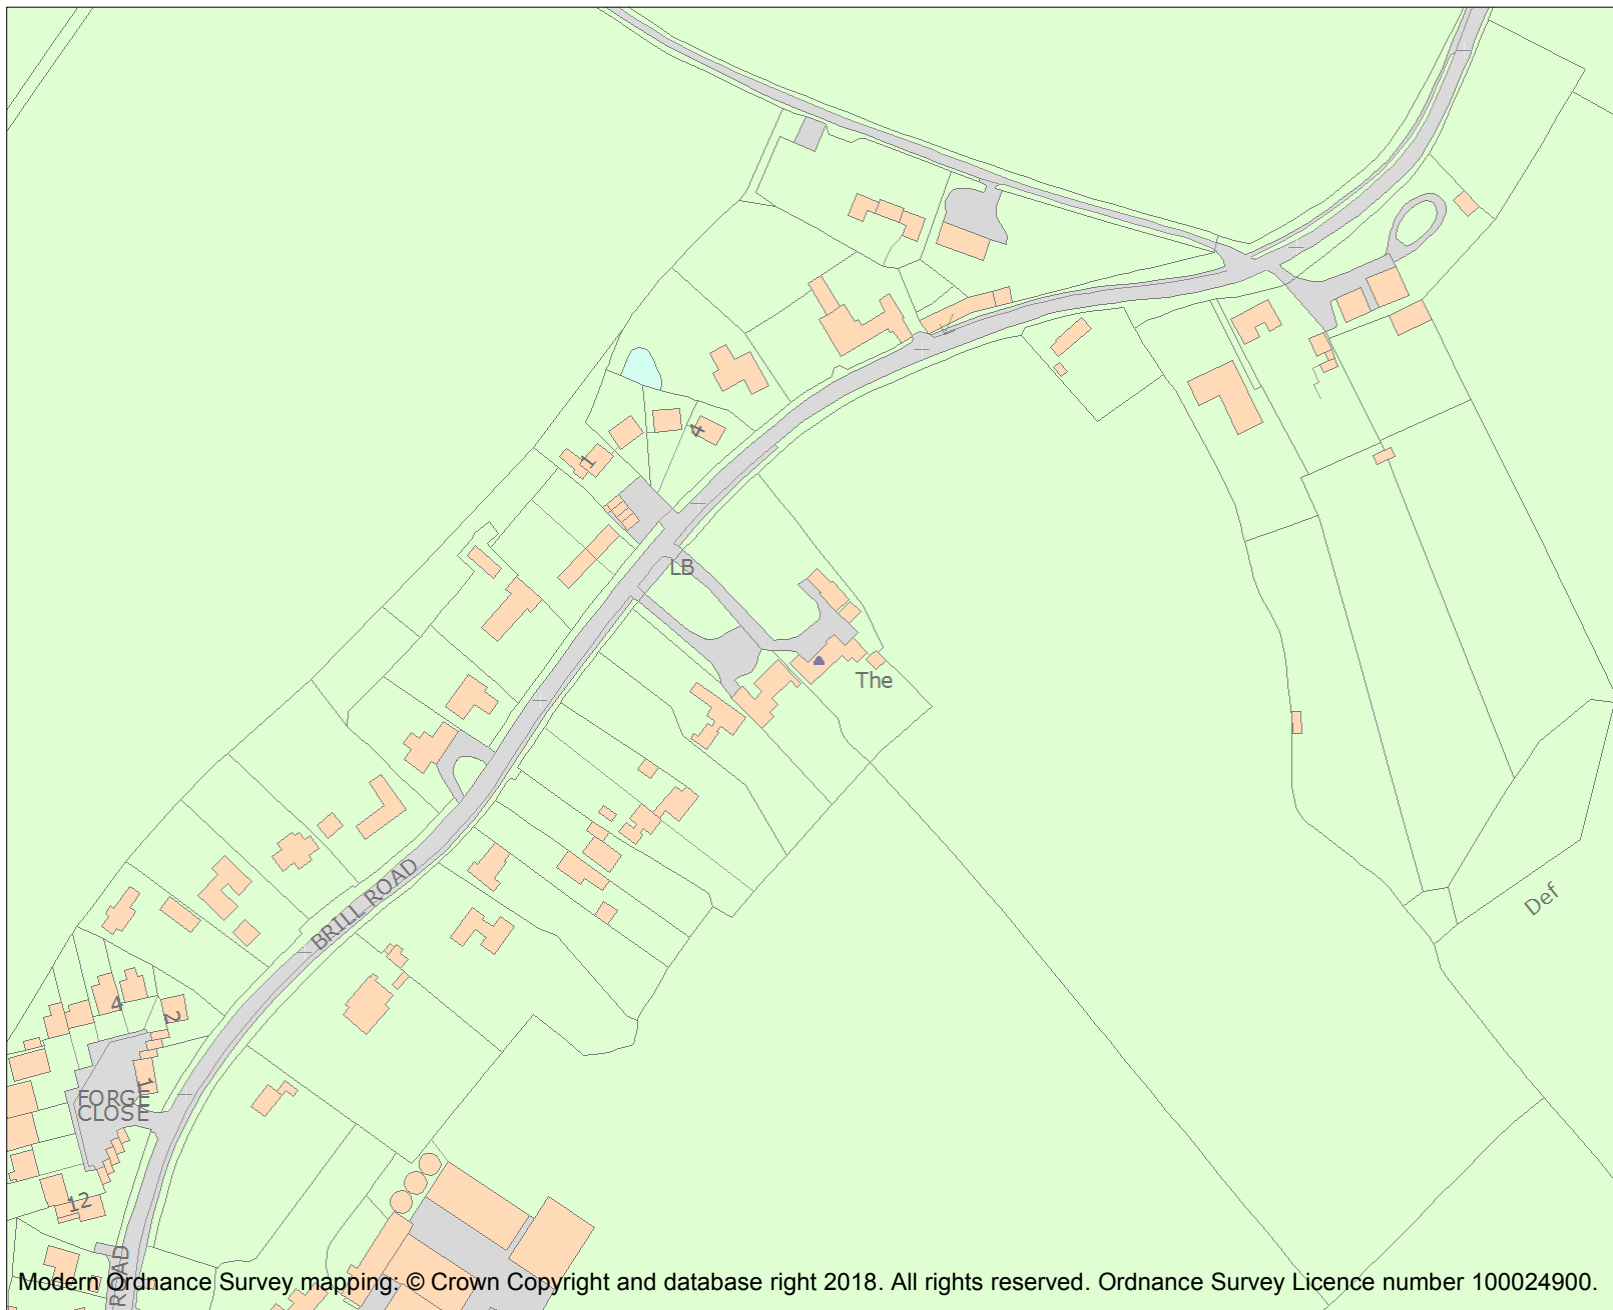 4
1
LB
The
BRILL ROAD
Def
4
2
1
FORGE
CLOSE
12
ROAD
Modern Ordnance Survey mapping: © Crown Copyright and database right 2018. All rights reserved. Ordnance Survey Licence number 100024900.